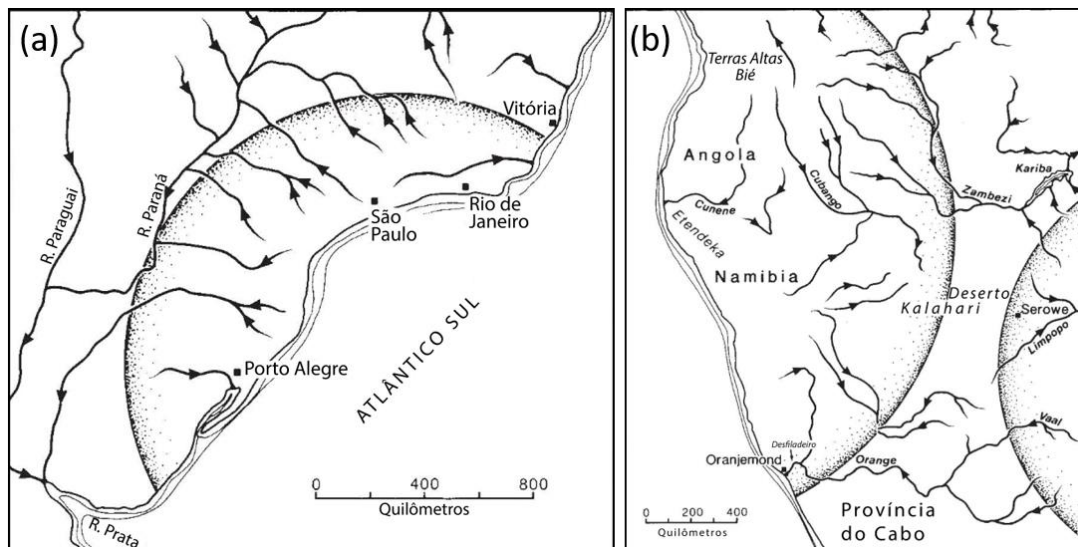 (a)
R. Paraguai
R. Paraná
Vitória
São
Paulo
Rio de
Janeiro
Porto Alegre
ATLÂNTICO SUL
0 400 800
Quilômetros
R. Prata
(b)
Terras Altas
Bié
Angola
Cunene
Etendeka
Cubango
Zambezi
Kariba
Namibia
Deserto
Kalahari
Serowe
Limpopo
Vaal
Desfiladeiro
Oranjemond
Orange
Província
do Cabo
0 200 400
Quilômetros